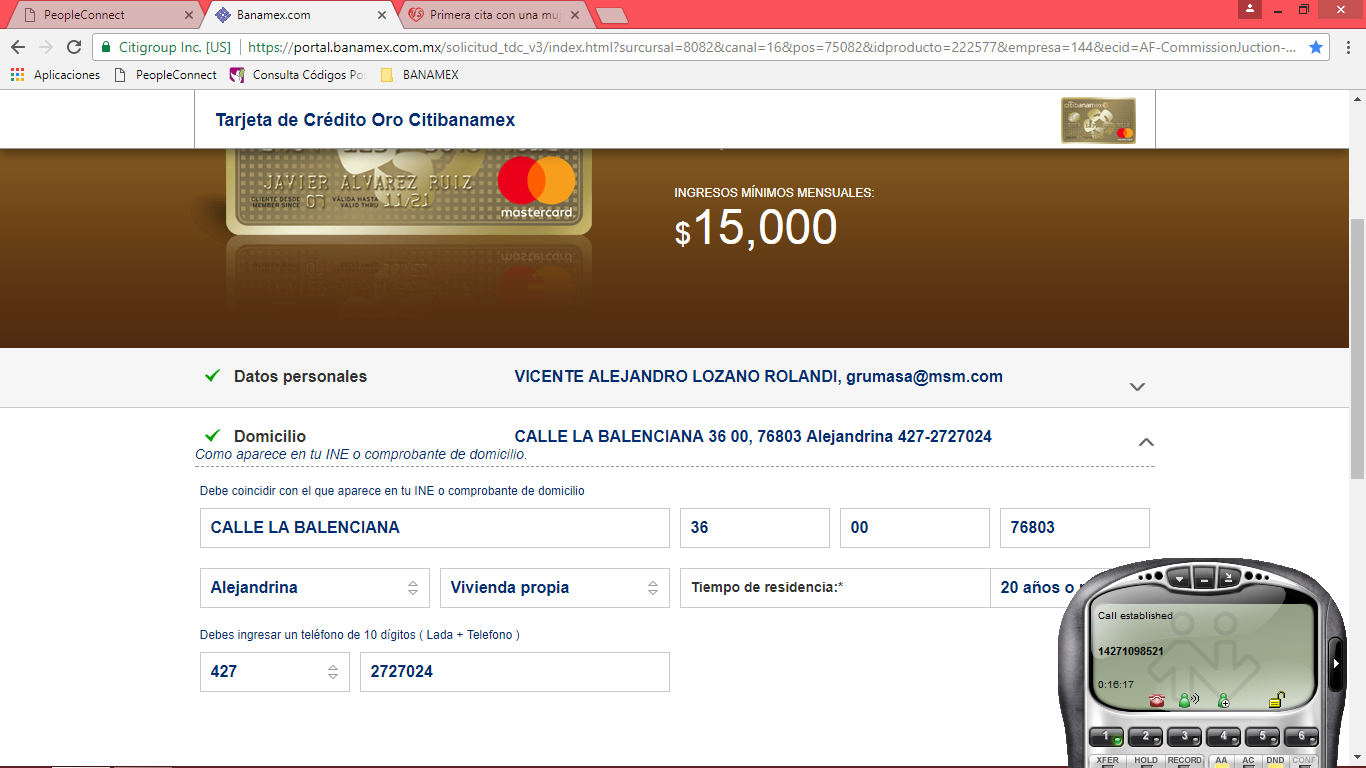 PeopleConnect
Banamex.com
Primera cita con una muj
Citigroup Inc. [US]
https://portal.banamex.com.mx/solicitud_tdc_v3/index.html?sucursal=8082&canal=16&pos=75082&idproducto=222577&empresa=144&ecid=AF-CommissionJuction-...
Aplicaciones
PeopleConnect
Consulta Códigos Po
BANAMEX
Tarjeta de Crédito Oro Citibanamex
citibanamex
JAVIER ALVAREZ RUIZ
CLIENTE DESDE
MEMBER SINCE
07
VÁLIDA HASTA
VALID THRU
11/21
mastercard
INGRESOS MÍNIMOS MENSUALES:
$15,000
Datos personales
VICENTE ALEJANDRO LOZANO ROLANDI, grumasa@msm.com
Domicilio
CALLE LA BALENCIANA 36 00, 76803 Alejandrina 427-2727024
Como aparece en tu INE o comprobante de domicilio.
Debe coincidir con el que aparece en tu INE o comprobante de domicilio
CALLE LA BALENCIANA
36
00
76803
Alejandrina
Vivienda propia
Tiempo de residencia:*
20 años o
Debes ingresar un teléfono de 10 dígitos ( Lada + Telefono )
427
2727024
Call established
14271098521
0:16:17
1 2 3 4 5 6
XFER HOLD RECORD AA AC DND CONF